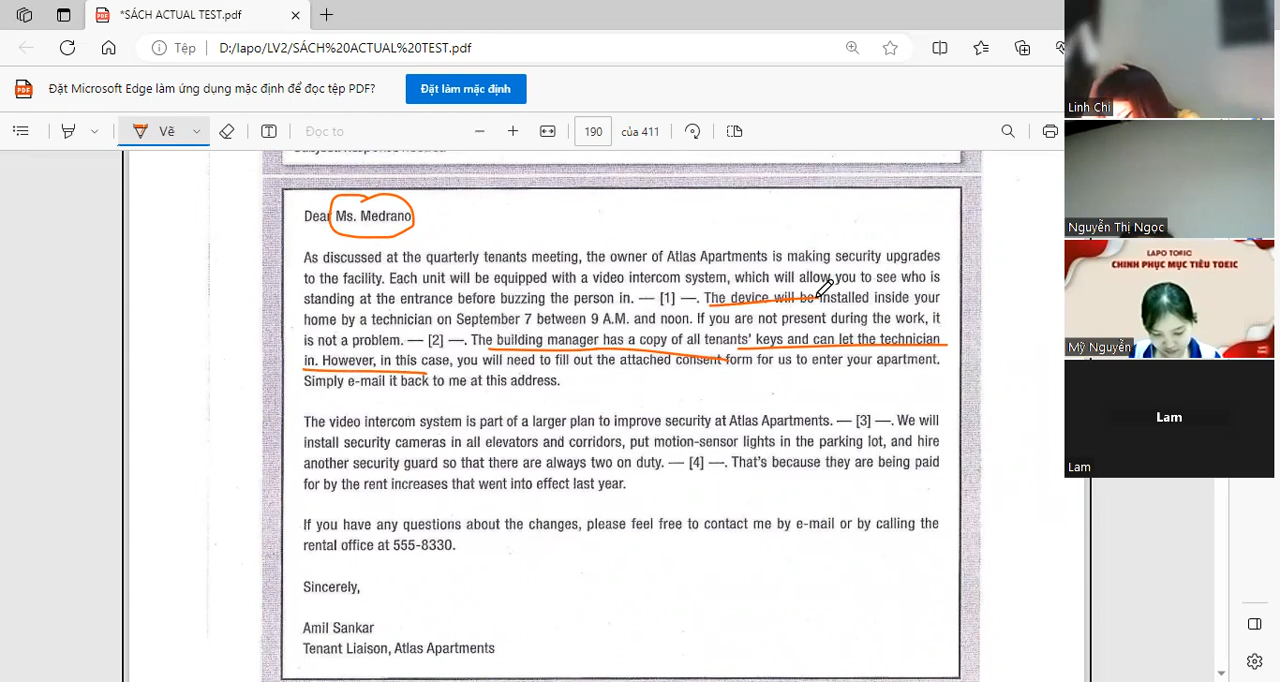 *SÁCH ACTUAL TEST.pdf
Tệp
D:/lapo/LV2/SÁCH%20ACTUAL%20TEST.pdf
Đặt Microsoft Edge làm ứng dụng mặc định để đọc tệp PDF?
Đặt làm mặc định
Vẽ
Đọc to
190
của 411
Dear Ms. Medrano
As discussed at the quarterly tenants meeting, the owner of Atlas Apartments is making security upgrades
to the facility. Each unit will be equipped with a video intercom system, which will allow you to see who is
standing at the entrance before buzzing the person in. — [1] —. The device will be installed inside your
home by a technician on September 7 between 9 A.M. and noon. If you are not present during the work, it
is not a problem. — [2] —. The building manager has a copy of all tenants' keys and can let the technician
in. However, in this case, you will need to fill out the attached consent form for us to enter your apartment.
Simply e-mail it back to me at this address.
The video intercom system is part of a larger plan to improve security at Atlas Apartments. — [3] —. We will
install security cameras in all elevators and corridors, put motion-sensor lights in the parking lot, and hire
another security guard so that there are always two on duty. — [4] —. That's because they are being paid
for by the rent increases that went into effect last year.
If you have any questions about the changes, please feel free to contact me by e-mail or by calling the
rental office at 555-8330.
Sincerely,
Amil Sankar
Tenant Liaison, Atlas Apartments
Linh Chi
Nguyễn Thị Ngọc
LAPO TOEIC
CHINH PHỤC MỤC TIÊU TOEIC
Mỹ Nguyễn
Lam
Lam